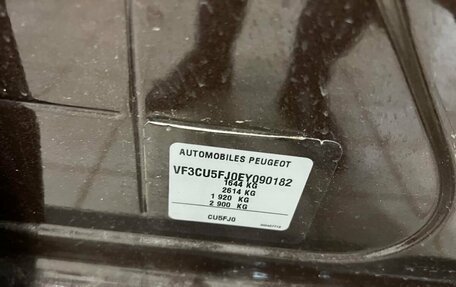 AUTOMOBILES PEUGEOT
VF3CU5FJ0EY090182
1644 KG
2614 KG
1 920 KG
2 900 KG
CU5FJ0